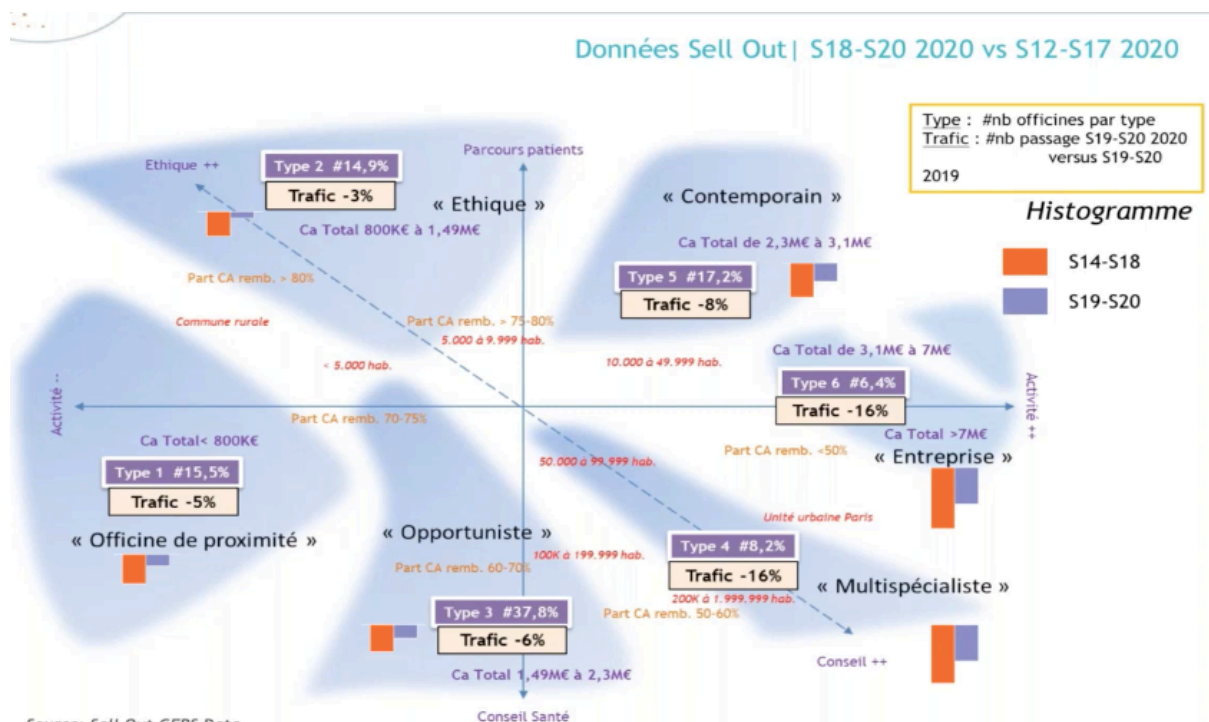 Données Sell Out| S18-S20 2020 vs S12-S17 2020
Type : #nb officines par type
Trafic : #nb passage S19-S20 2020
versus S19-S20
2019
Histogramme
S14-S18
S19-S20
Parcours patients
Ethique ++
Type 2 #14,9%
Trafic -3%
« Ethique »
Ca Total 800K€ à 1,49M€
Part CA remb. > 80%
« Contemporain »
Ca Total de 2,3M€ à 3,1M€
Type 5 #17,2%
Trafic -8%
Commune rurale
Part CA remb. > 75-80%
5.000 à 9.999 hab.
< 5.000 hab.
10.000 à 49.999 hab.
Ca Total de 3,1M€ à 7M€
Type 6 #6,4%
Trafic -16%
Activité --
Activité ++
Part CA remb. 70-75%
Ca Total< 800K€
Type 1 #15,5%
Trafic -5%
« Officine de proximité »
Ca Total >7M€
Part CA remb. <50%
« Entreprise »
50.000 à 99.999 hab.
Unité urbaine Paris
« Opportuniste »
100K à 199.999 hab.
Part CA remb. 60-70%
Type 4 #8,2%
Trafic -16%
« Multispécialiste »
200K à 1.999.999 hab.
Part CA remb. 50-60%
Type 3 #37,8%
Trafic -6%
Ca Total 1,49M€ à 2,3M€
Conseil ++
Conseil Santé
Source: Sell Out GERS Data